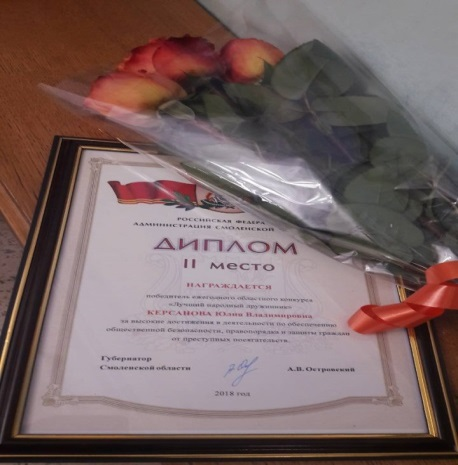 РОССИЙСКАЯ ФЕДЕРА
АДМИНИСТРАЦИЯ СМОЛЕНСКОЙ
ДИПЛОМ
II место
НАГРАЖДАЕТСЯ
победитель ежегодного областного конкурса
«Лучший народный дружинник»
КЕРСАНОВА Юлия Владимировна
за высокие достижения в деятельности по обеспечению
общественной безопасности, правопорядка и защиты граждан
от преступных посягательств.
Губернатор
Смоленской области
А.В. Островский
2018 год